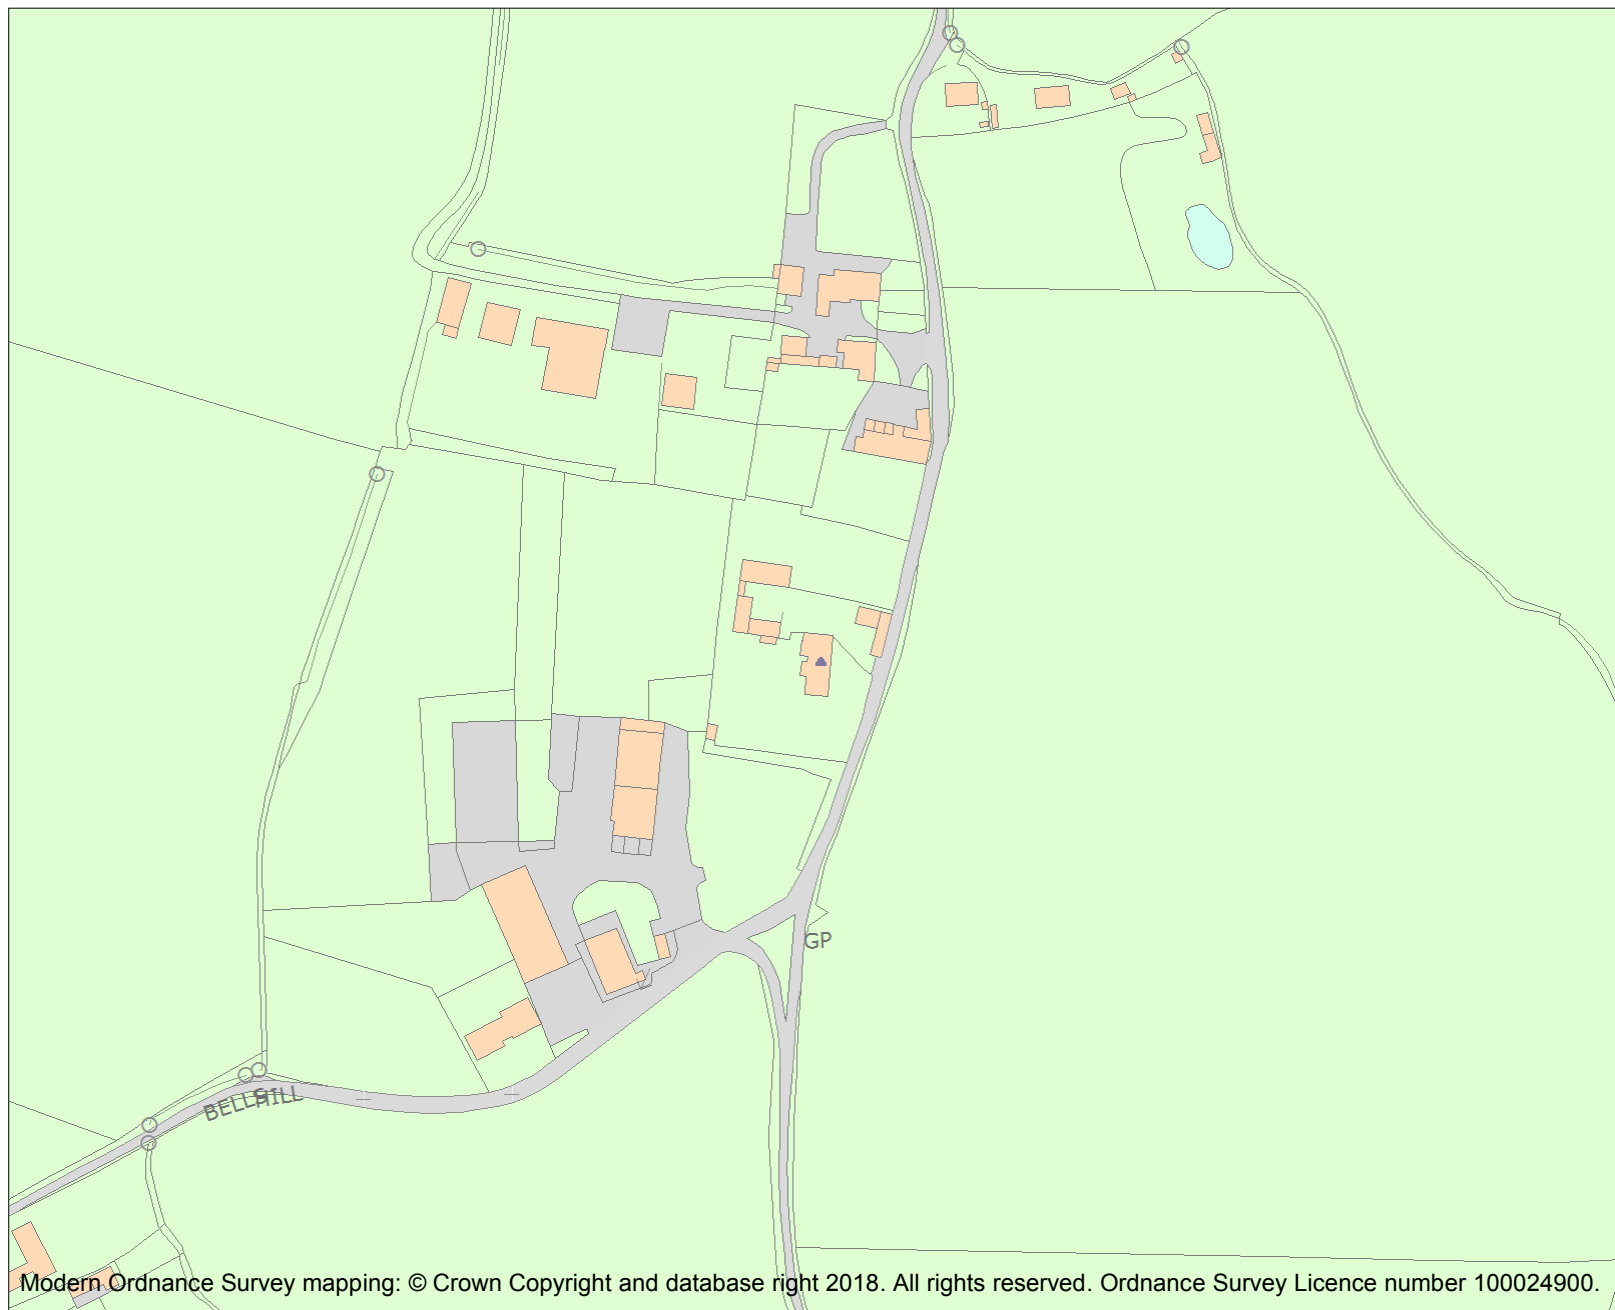 GP
BELL HILL
Modern Ordnance Survey mapping: © Crown Copyright and database right 2018. All rights reserved. Ordnance Survey Licence number 100024900.